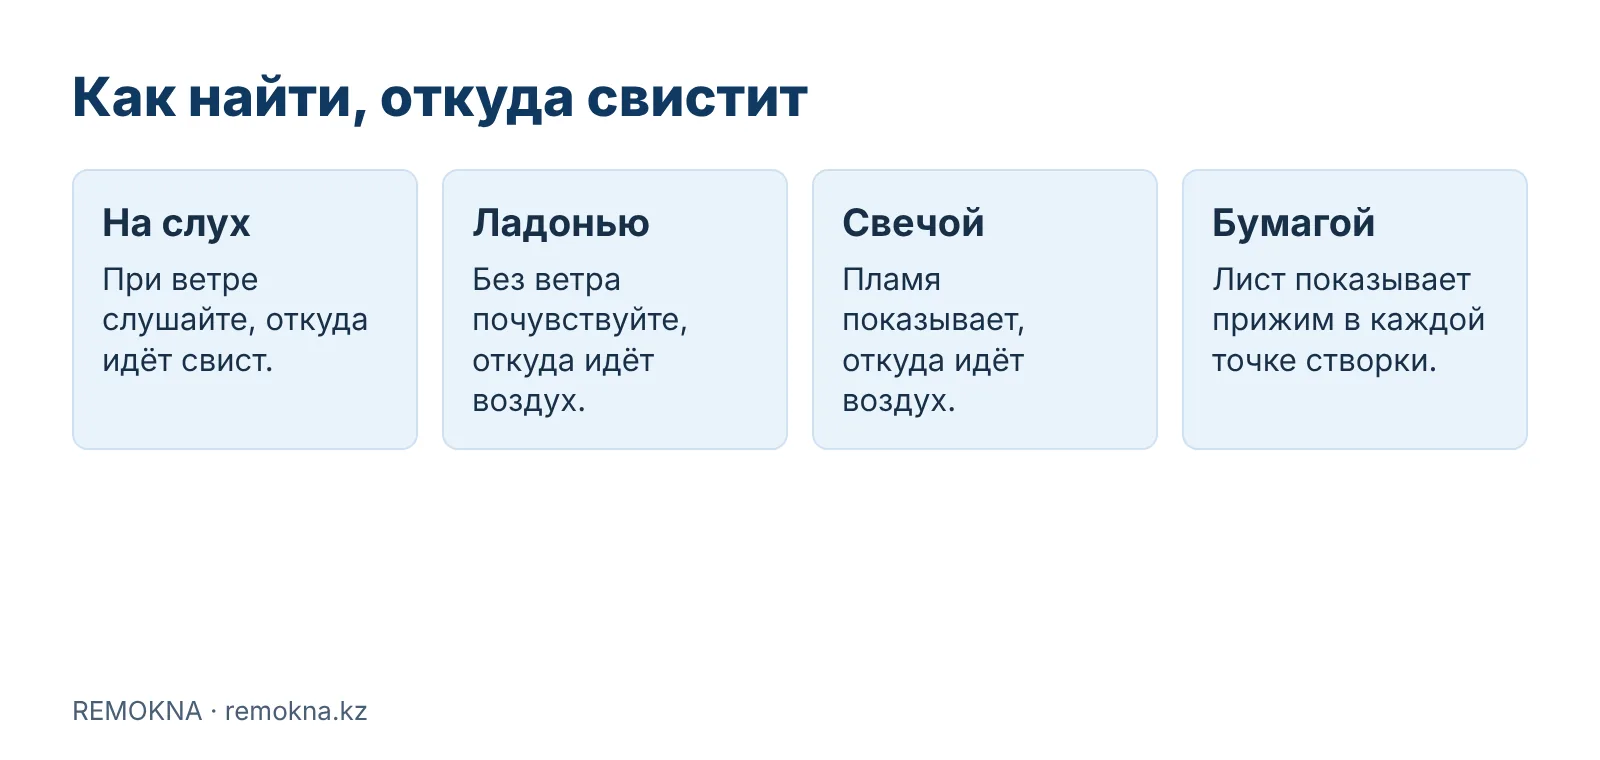 Как найти, откуда свистит
На слух
При ветре
слушайте, откуда
идёт свист.
Ладонью
Без ветра
почувствуйте,
откуда идёт
воздух.
Свечой
Пламя
показывает,
откуда идёт
воздух.
Бумагой
Лист показывает
прижим в каждой
точке створки.
REMOKNA · remokna.kz